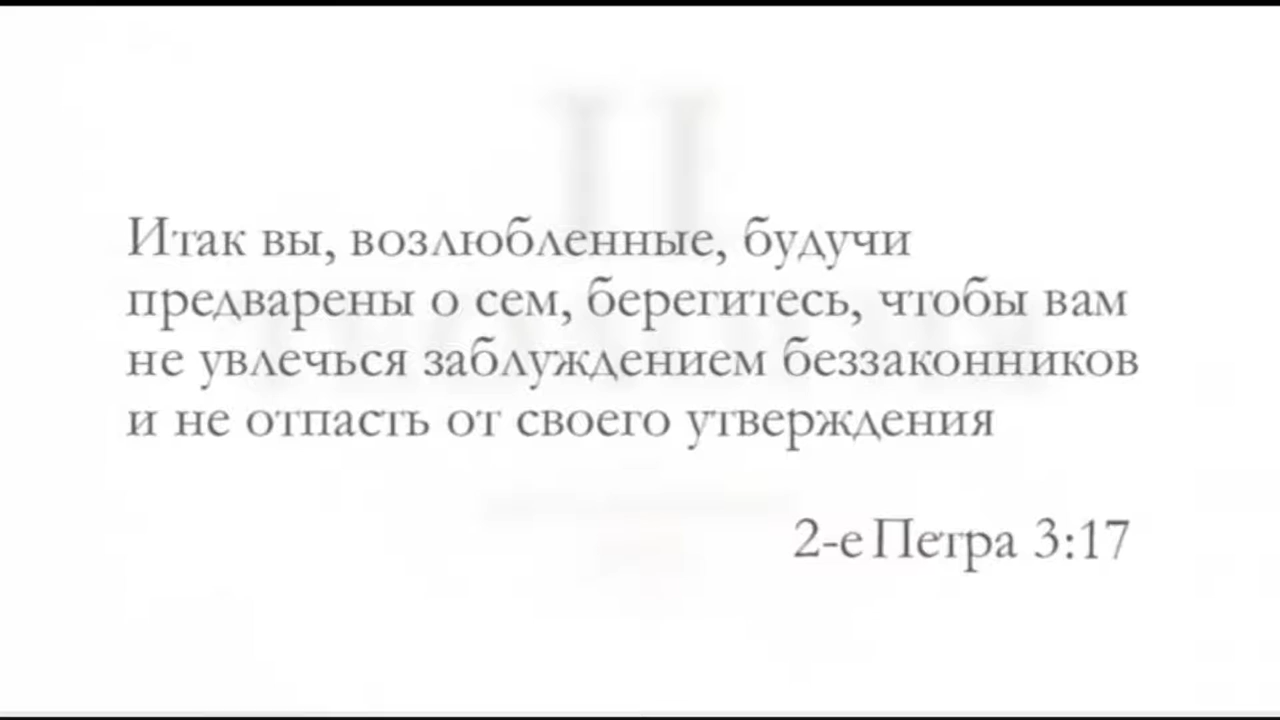 Итак вы, возлюбленные, будучи
предварены о сем, берегитесь, чтобы вам
не увлечься заблуждением беззаконников
и не отпасть от своего утверждения
2-е Петра 3:17